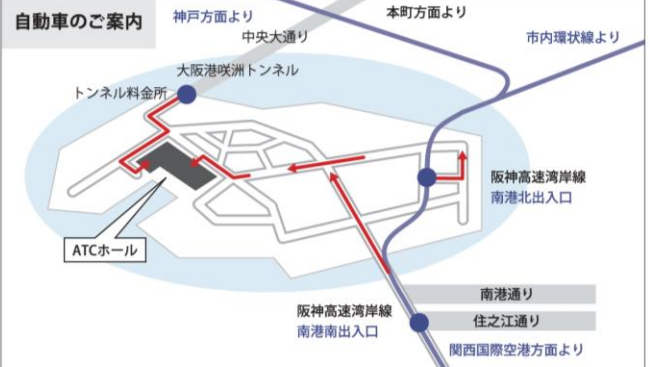 自動車のご案内
神戸方面より
本町方面より
中央大通り
市内環状線より
大阪港咲洲トンネル
トンネル料金所
阪神高速湾岸線
南港北出入口
ATCホール
南港通り
阪神高速湾岸線
南港南出入口
住之江通り
関西国際空港方面より